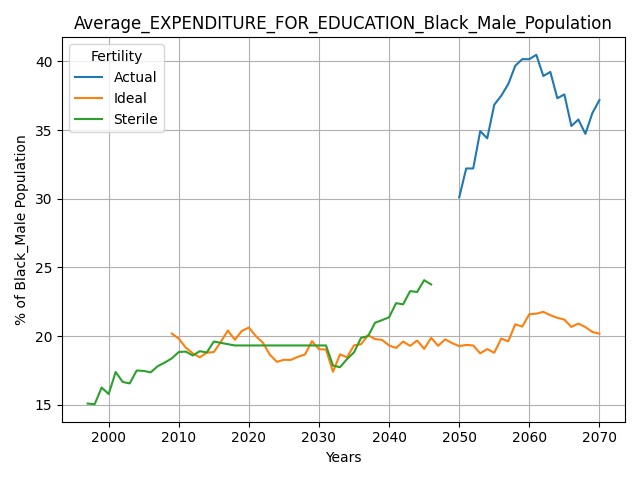 Average_EXPENDITURE_FOR_EDUCATION_Black_Male_Population
Fertility
Actual
Ideal
Sterile
% of Black_Male Population
40
35
30
25
20
15
2000 2010 2020 2030 2040 2050 2060 2070
Years